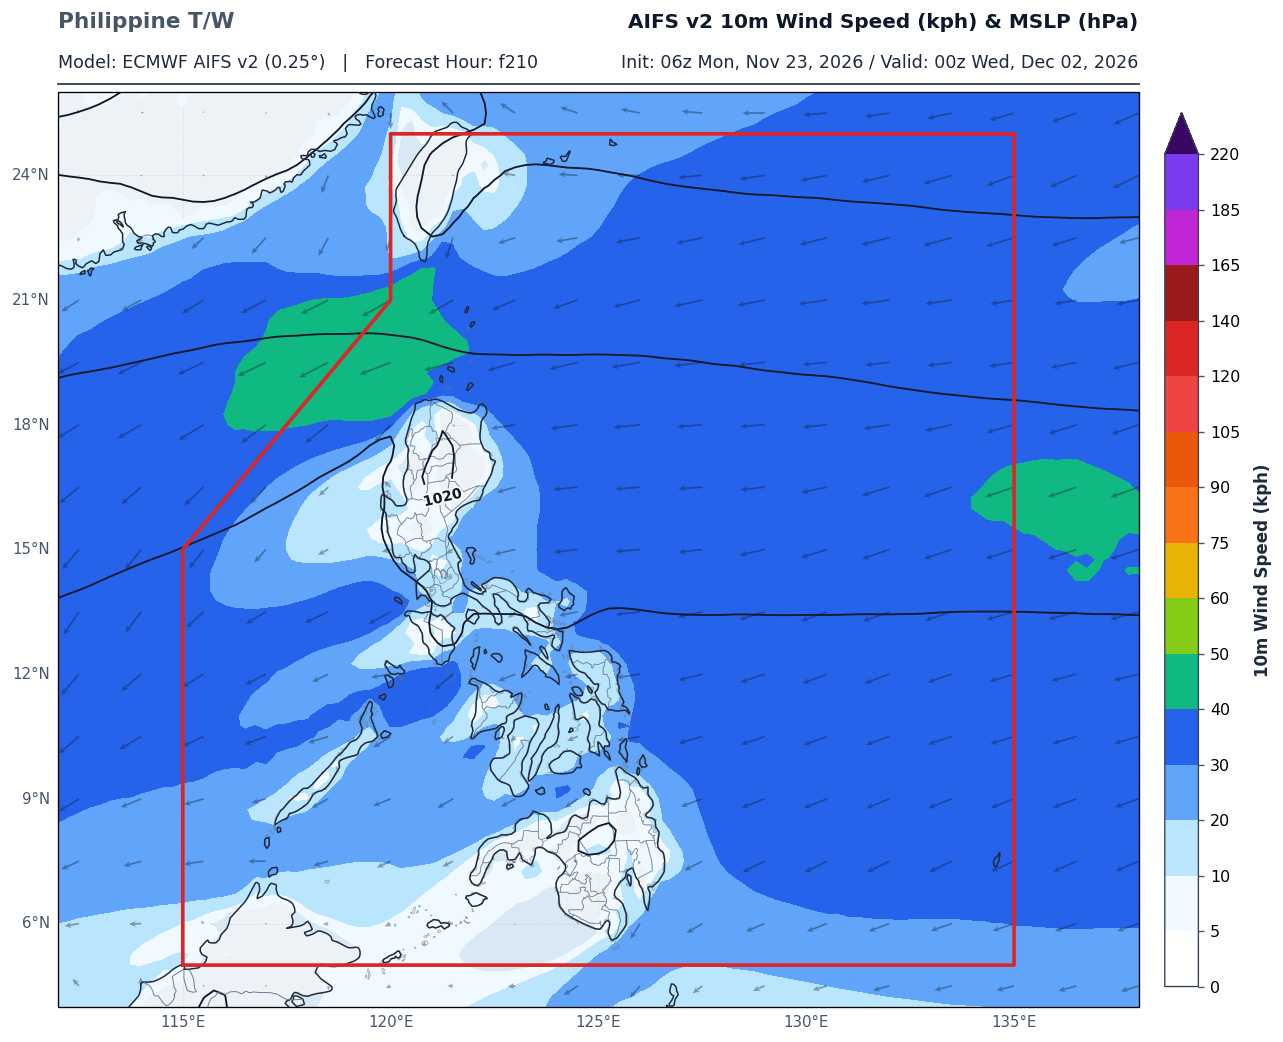 Philippine T/W
AIFS v2 10m Wind Speed (kph) & MSLP (hPa)
Model: ECMWF AIFS v2 (0.25°)   |   Forecast Hour: f210
Init: 06z Mon, Nov 23, 2026 / Valid: 00z Wed, Dec 02, 2026
24°N
21°N
18°N
15°N
12°N
9°N
6°N
115°E
120°E
125°E
130°E
135°E
1020
220
185
165
140
120
105
90
75
60
50
40
30
20
10
5
0
10m Wind Speed (kph)